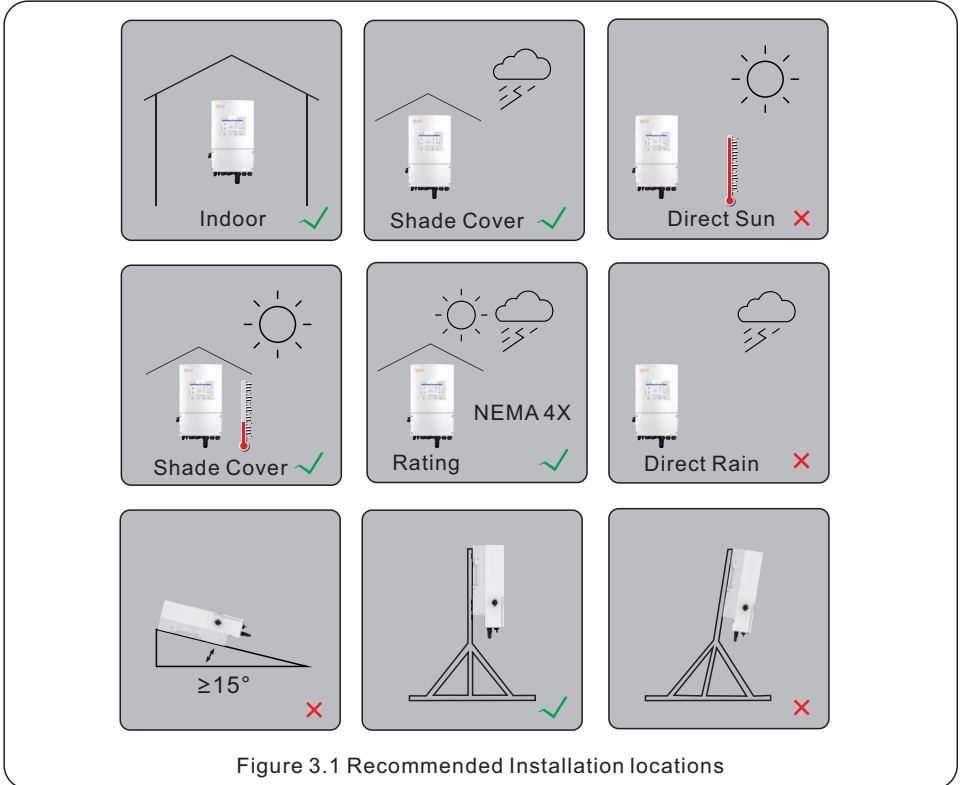 Indoor
Shade Cover
Direct Sun
Shade Cover
NEMA 4X
Rating
Direct Rain
≥15°
Figure 3.1 Recommended Installation locations